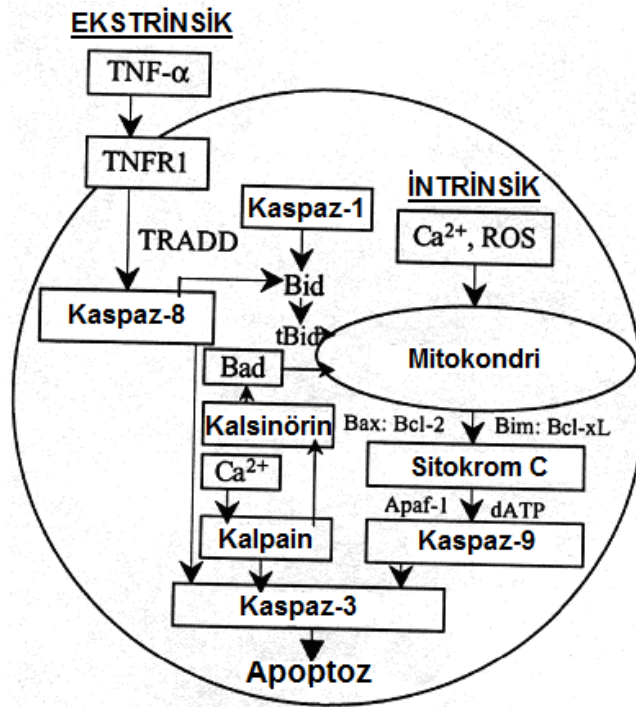 EKSTRİNSİK
TNF-α
TNFR1
TRADD
Kaspaz-1
İNTRİNSİK
Ca²⁺, ROS
Bid
Kaspaz-8
tBid
Mitokondri
Bad
Kalsinörin
Bax: Bcl-2
Bim: Bcl-xL
Ca²⁺
Sitokrom C
Apaf-1
dATP
Kalpain
Kaspaz-9
Kaspaz-3
Apoptoz